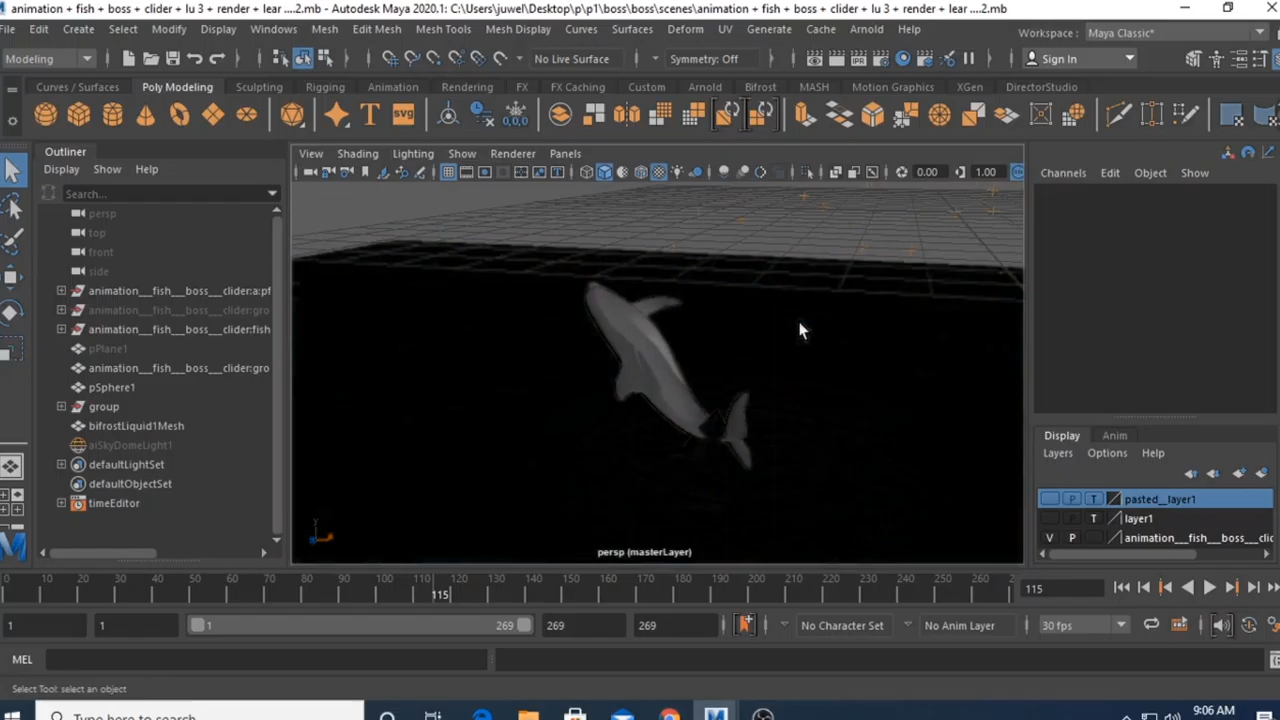 animation + fish + boss + clider + lu 3 + render + lear ....2.mb - Autodesk Maya 2020.1: C:\Users\juwel\Desktop\p\p1\boss\boss\scenes\animation + fish + boss + clider + lu 3 + render + lear ....2.mb
File Edit Create Select Modify Display Windows Mesh Edit Mesh Mesh Tools Mesh Display Curves Surfaces Deform UV Generate Cache Arnold Help Workspace: Maya Classic*
Modeling No Live Surface Symmetry: Off Sign In
Curves / Surfaces Poly Modeling Sculpting Rigging Animation Rendering FX FX Caching Custom Arnold Bifrost MASH Motion Graphics XGen DirectorStudio
T SVG 0,0,0
Outliner
Display Show Help
Search...
persp
top
front
side
animation__fish__boss__clider:a:pf
animation__fish__boss__clider:gro
animation__fish__boss__clider:fish
pPlane1
animation__fish__boss__clider:gro
pSphere1
group
bifrostLiquid1Mesh
aiSkyDomeLight1
defaultLightSet
defaultObjectSet
timeEditor
View Shading Lighting Show Renderer Panels
0.00 1.00
persp (masterLayer)
Channels Edit Object Show
Display Anim
Layers Options Help
P T pasted__layer1
T layer1
V P animation__fish__boss__clic
0 10 20 30 40 50 60 70 80 90 100 110 120 130 140 150 160 170 180 190 200 210 220 230 240 250 260 2
115
115
1 1 1 269 269 269 No Character Set No Anim Layer 30 fps
MEL
Select Tool: select an object
Type here to search
9:06 AM